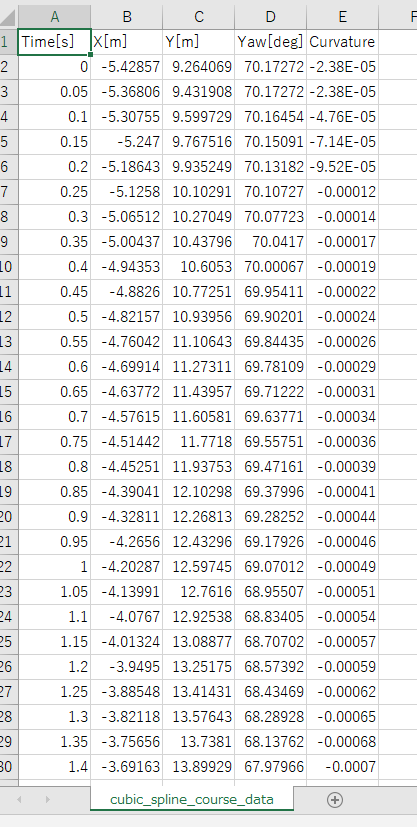 A B C D E F
1 Time[s] X[m] Y[m] Yaw[deg] Curvature
2 0 -5.42857 9.264069 70.17272 -2.38E-05
3 0.05 -5.36806 9.431908 70.17272 -2.38E-05
4 0.1 -5.30755 9.599729 70.16454 -4.76E-05
5 0.15 -5.247 9.767516 70.15091 -7.14E-05
6 0.2 -5.18643 9.935249 70.13182 -9.52E-05
7 0.25 -5.1258 10.10291 70.10727 -0.00012
8 0.3 -5.06512 10.27049 70.07723 -0.00014
9 0.35 -5.00437 10.43796 70.0417 -0.00017
10 0.4 -4.94353 10.6053 70.00067 -0.00019
11 0.45 -4.8826 10.77251 69.95411 -0.00022
12 0.5 -4.82157 10.93956 69.90201 -0.00024
13 0.55 -4.76042 11.10643 69.84435 -0.00026
14 0.6 -4.69914 11.27311 69.78109 -0.00029
15 0.65 -4.63772 11.43957 69.71222 -0.00031
16 0.7 -4.57615 11.60581 69.63771 -0.00034
17 0.75 -4.51442 11.7718 69.55751 -0.00036
18 0.8 -4.45251 11.93753 69.47161 -0.00039
19 0.85 -4.39041 12.10298 69.37996 -0.00041
20 0.9 -4.32811 12.26813 69.28252 -0.00044
21 0.95 -4.2656 12.43296 69.17926 -0.00046
22 1 -4.20287 12.59745 69.07012 -0.00049
23 1.05 -4.13991 12.7616 68.95507 -0.00051
24 1.1 -4.0767 12.92538 68.83405 -0.00054
25 1.15 -4.01324 13.08877 68.70702 -0.00057
26 1.2 -3.9495 13.25175 68.57392 -0.00059
27 1.25 -3.88548 13.41431 68.43469 -0.00062
28 1.3 -3.82118 13.57643 68.28928 -0.00065
29 1.35 -3.75656 13.7381 68.13762 -0.00068
30 1.4 -3.69163 13.89929 67.97966 -0.0007
cubic_spline_course_data